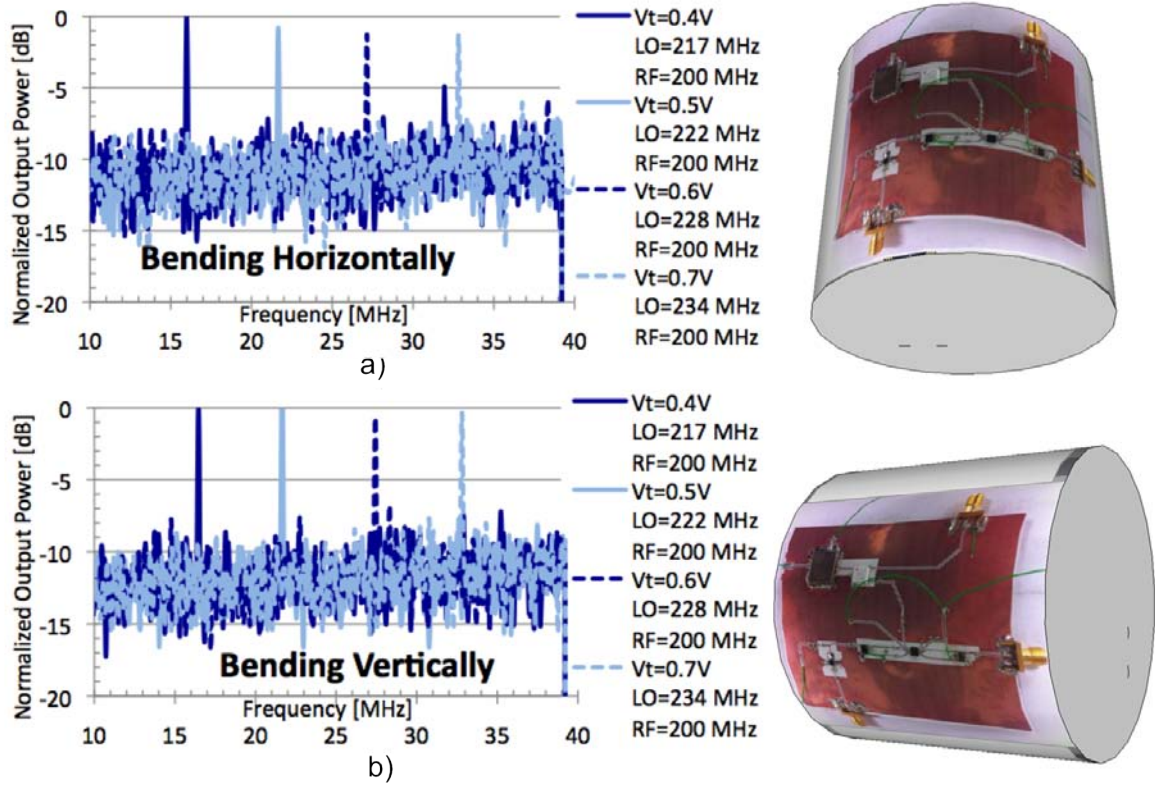 Normalized Output Power [dB]
0
-5
-10
-15
-20
Bending Horizontally
Frequency [MHz]
10 15 20 25 30 35 40
Vt=0.4V
LO=217 MHz
RF=200 MHz
Vt=0.5V
LO=222 MHz
RF=200 MHz
Vt=0.6V
LO=228 MHz
RF=200 MHz
Vt=0.7V
LO=234 MHz
RF=200 MHz
a)
Normalized Output Power [dB]
0
-5
-10
-15
-20
Bending Vertically
Frequency [MHz]
10 15 20 25 30 35 40
Vt=0.4V
LO=217 MHz
RF=200 MHz
Vt=0.5V
LO=222 MHz
RF=200 MHz
Vt=0.6V
LO=228 MHz
RF=200 MHz
Vt=0.7V
LO=234 MHz
RF=200 MHz
b)